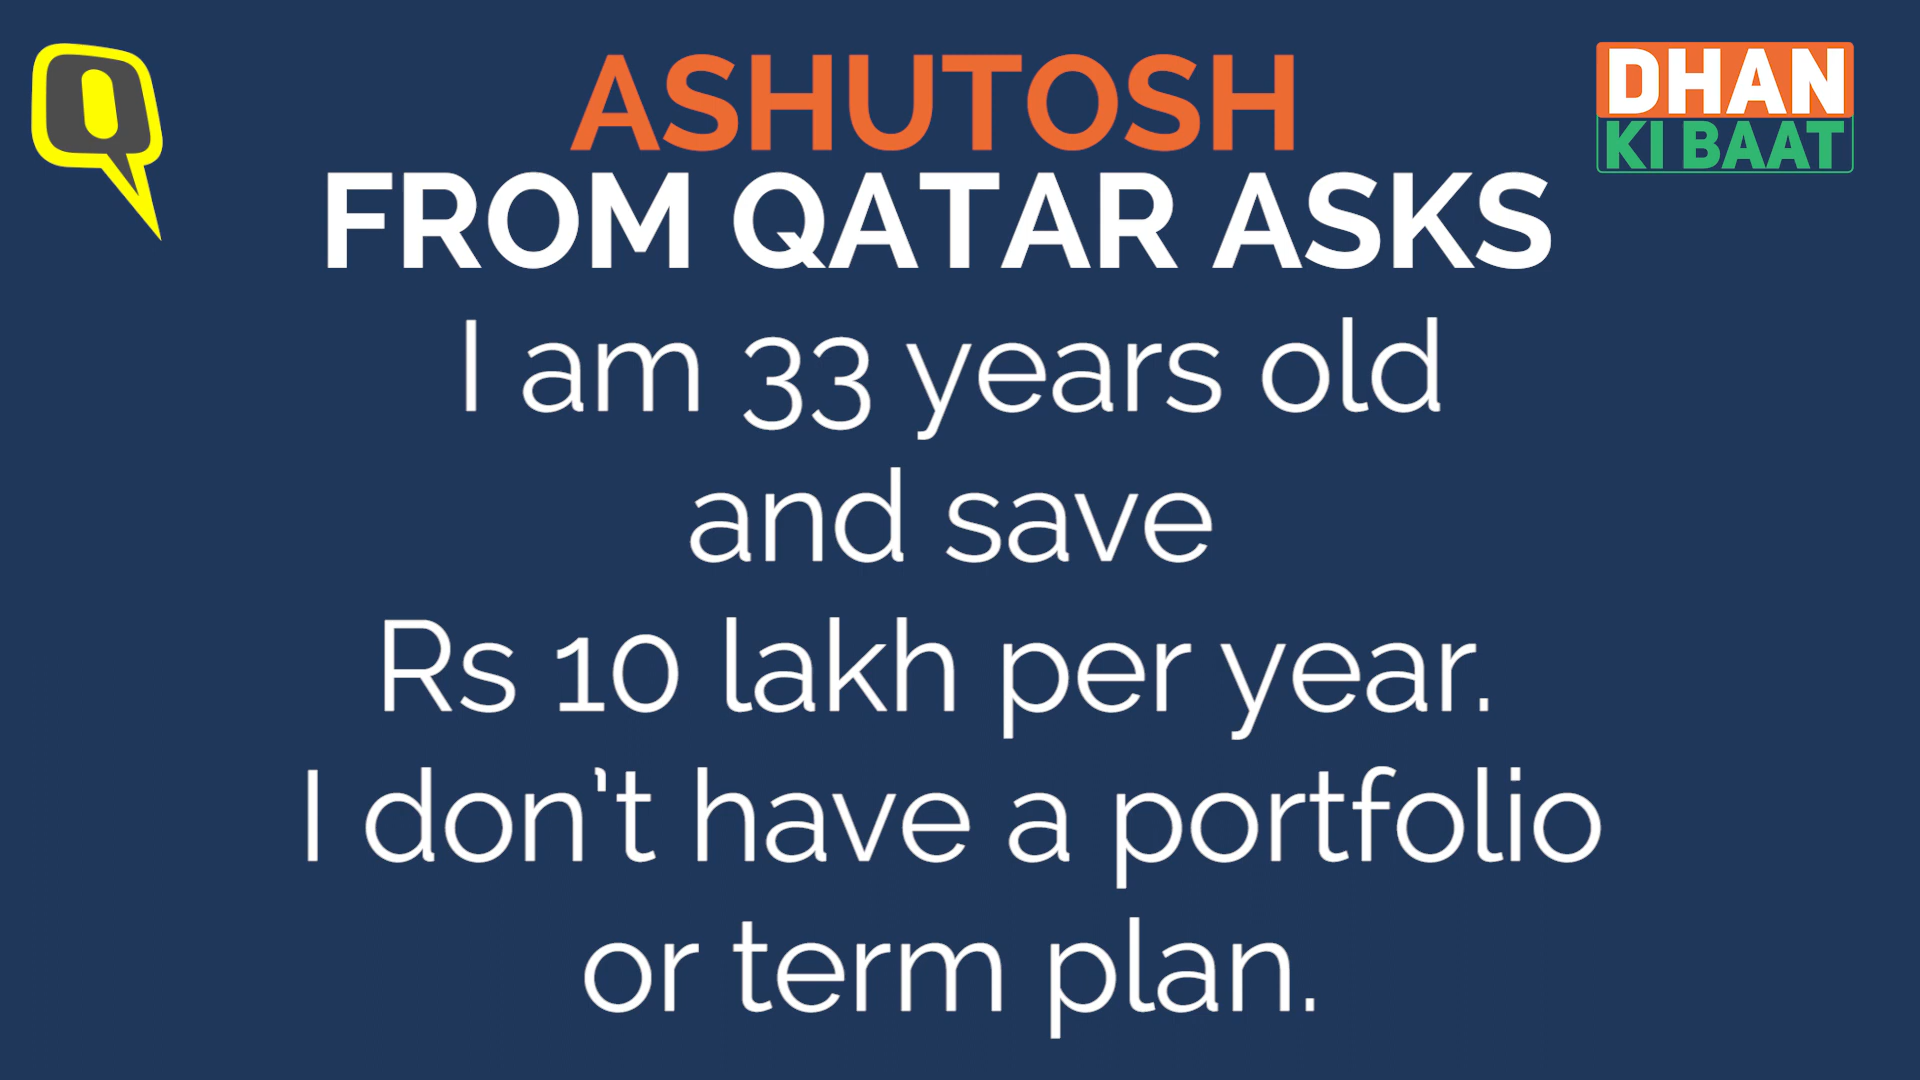 Q
ASHUTOSH
DHAN
KI BAAT
FROM QATAR ASKS
I am 33 years old
and save
Rs 10 lakh per year.
I don't have a portfolio
or term plan.